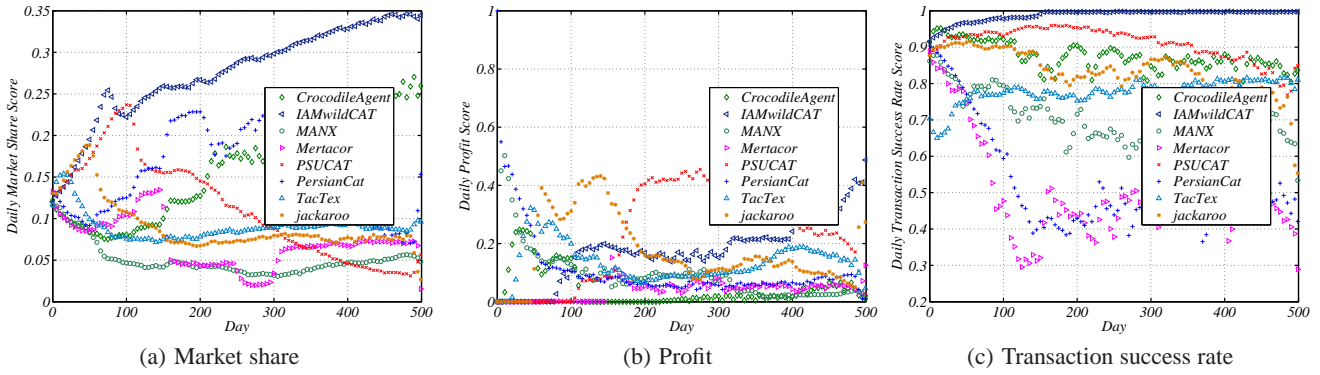 0.35
0.3
0.25
0.2
0.15
0.1
0.05
0
Daily Market Share Score
0 100 200 300 400 500
Day
CrocodileAgent
IAMwildCAT
MANX
Mertacor
PSUCAT
PersianCat
TacTex
jackaroo
(a) Market share
1
0.8
0.6
0.4
0.2
0
Daily Profit Score
0 100 200 300 400 500
Day
CrocodileAgent
IAMwildCAT
MANX
Mertacor
PSUCAT
PersianCat
TacTex
jackaroo
(b) Profit
1
0.9
0.8
0.7
0.6
0.5
0.4
0.3
0.2
Daily Transaction Success Rate Score
0 100 200 300 400 500
Day
CrocodileAgent
IAMwildCAT
MANX
Mertacor
PSUCAT
PersianCat
TacTex
jackaroo
(c) Transaction success rate